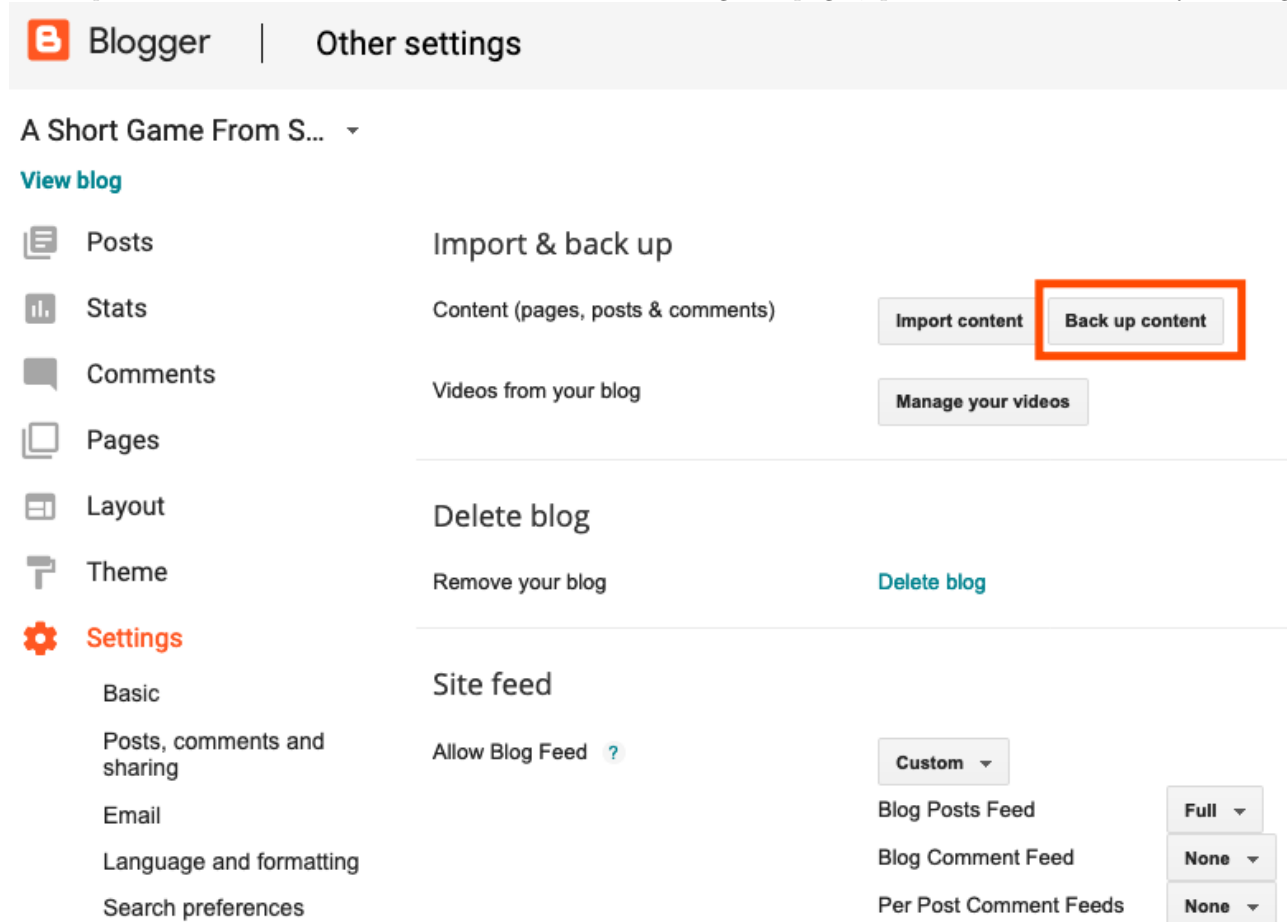 Blogger | Other settings
A Short Game From S...
View blog
Posts
Stats
Comments
Pages
Layout
Theme
Settings
Basic
Posts, comments and
sharing
Email
Language and formatting
Search preferences
Import & back up
Content (pages, posts & comments) Import content Back up content
Videos from your blog Manage your videos
Delete blog
Remove your blog Delete blog
Site feed
Allow Blog Feed ? Custom
Blog Posts Feed Full
Blog Comment Feed None
Per Post Comment Feeds None